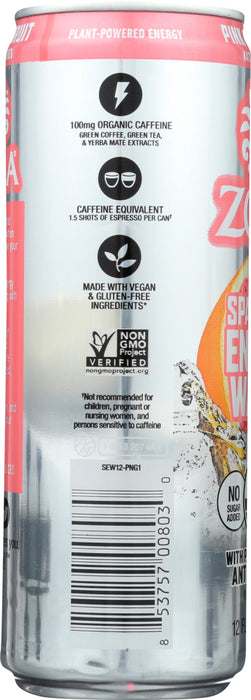 PLANT-POWERED ENERGY
100mg ORGANIC CAFFEINE
GREEN COFFEE, GREEN TEA,
& YERBA MATE EXTRACTS
CAFFEINE EQUIVALENT
1.5 SHOTS OF ESPRESSO PER CAN†
MADE WITH VEGAN
& GLUTEN-FREE
INGREDIENTS*
NON
GMO
Project
VERIFIED
nongmoproject.org
†Not recommended for
children, pregnant or
nursing women, and
persons sensitive to caffeine
SEW12-PNG1
8 53757 00803 0
NO
SUGAR
ADDED